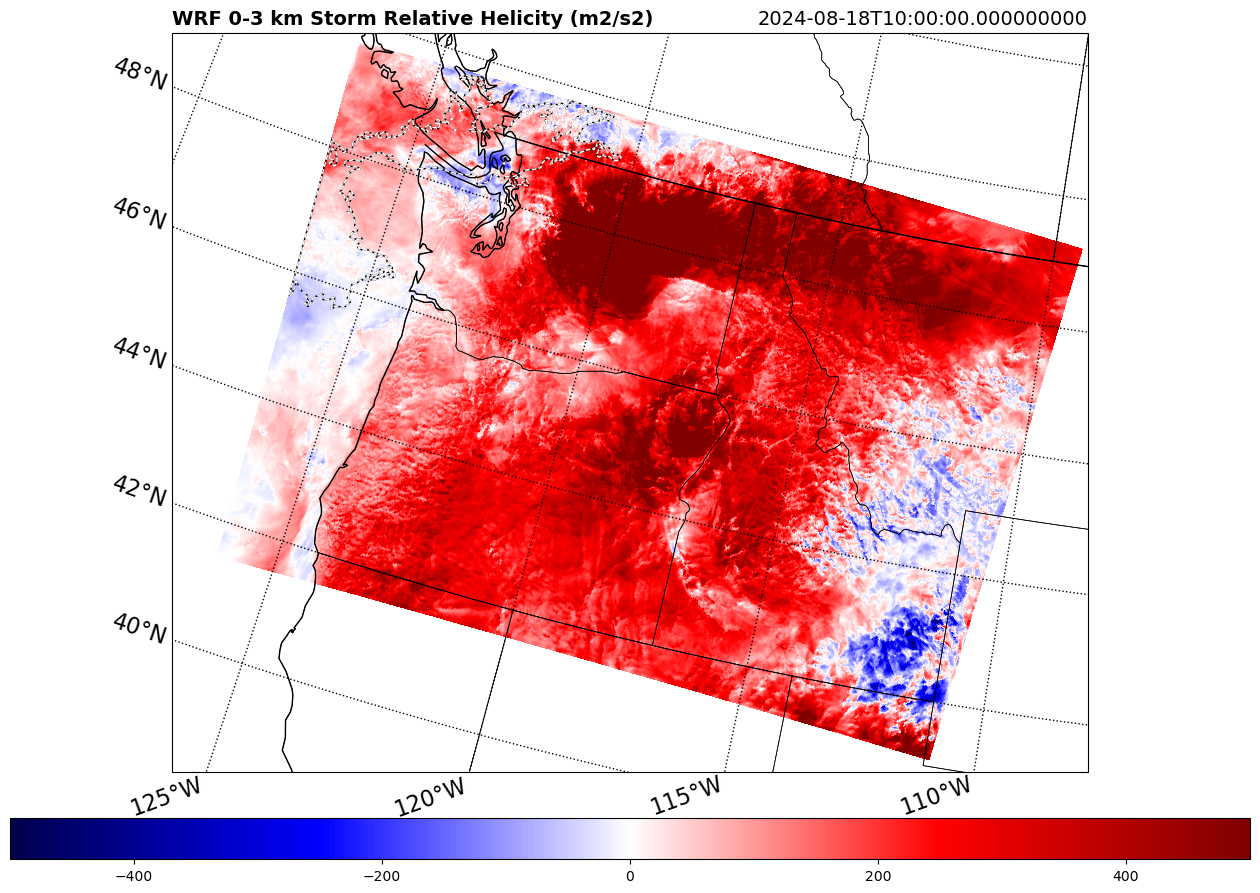 WRF 0-3 km Storm Relative Helicity (m2/s2) 2024-08-18T10:00:00.000000000
48°N
46°N
44°N
42°N
40°N
125°W 120°W 115°W 110°W
−400 −200 0 200 400